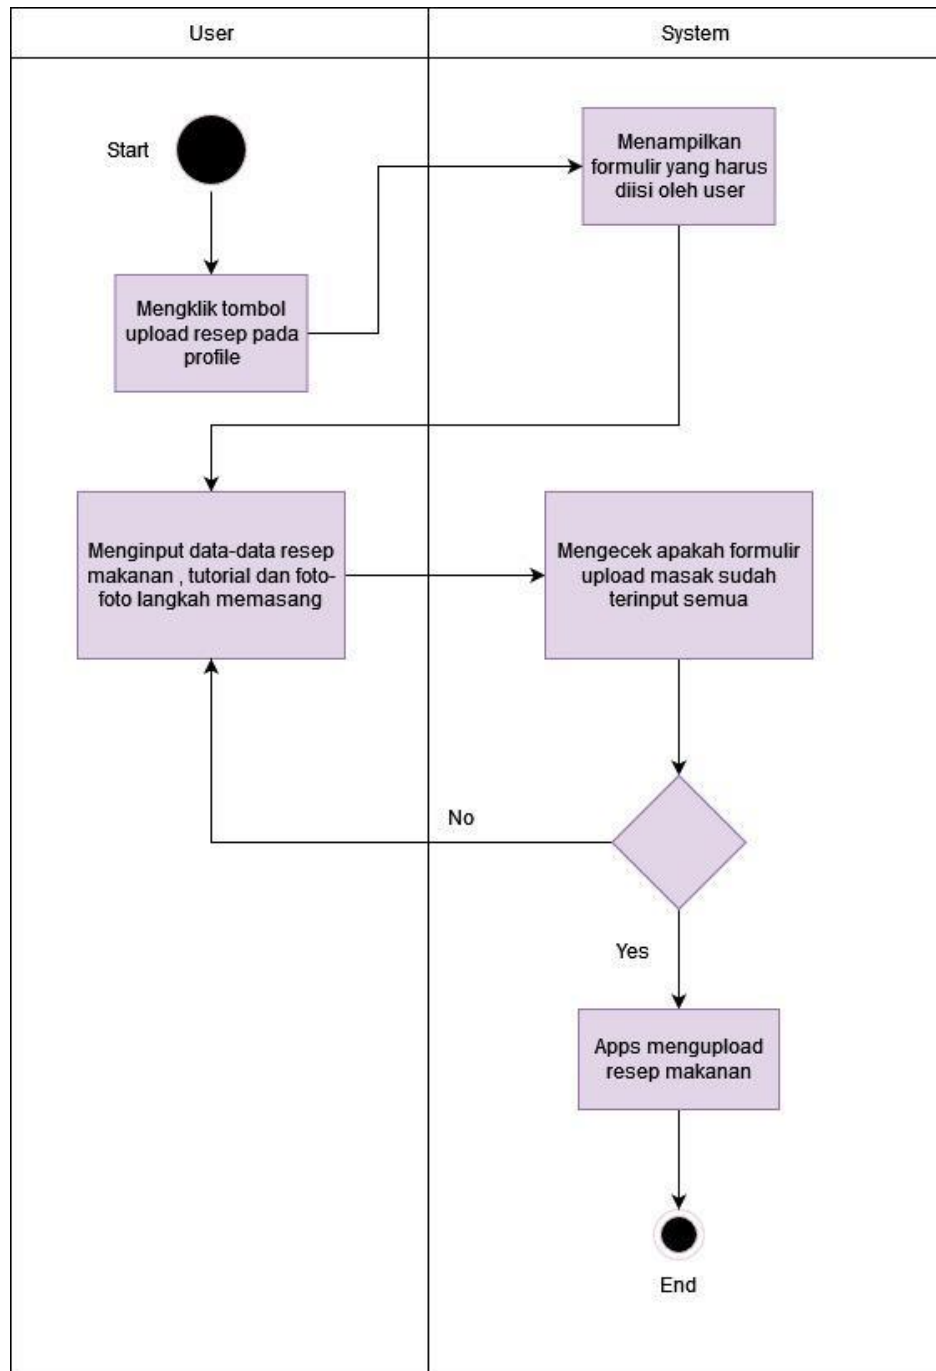 User
System
Start
Menampilkan
formulir yang harus
diisi oleh user
Mengklik tombol
upload resep pada
profile
Menginput data-data resep
makanan , tutorial dan foto-
foto langkah memasang
Mengecek apakah formulir
upload masak sudah
terinput semua
No
Yes
Apps mengupload
resep makanan
End